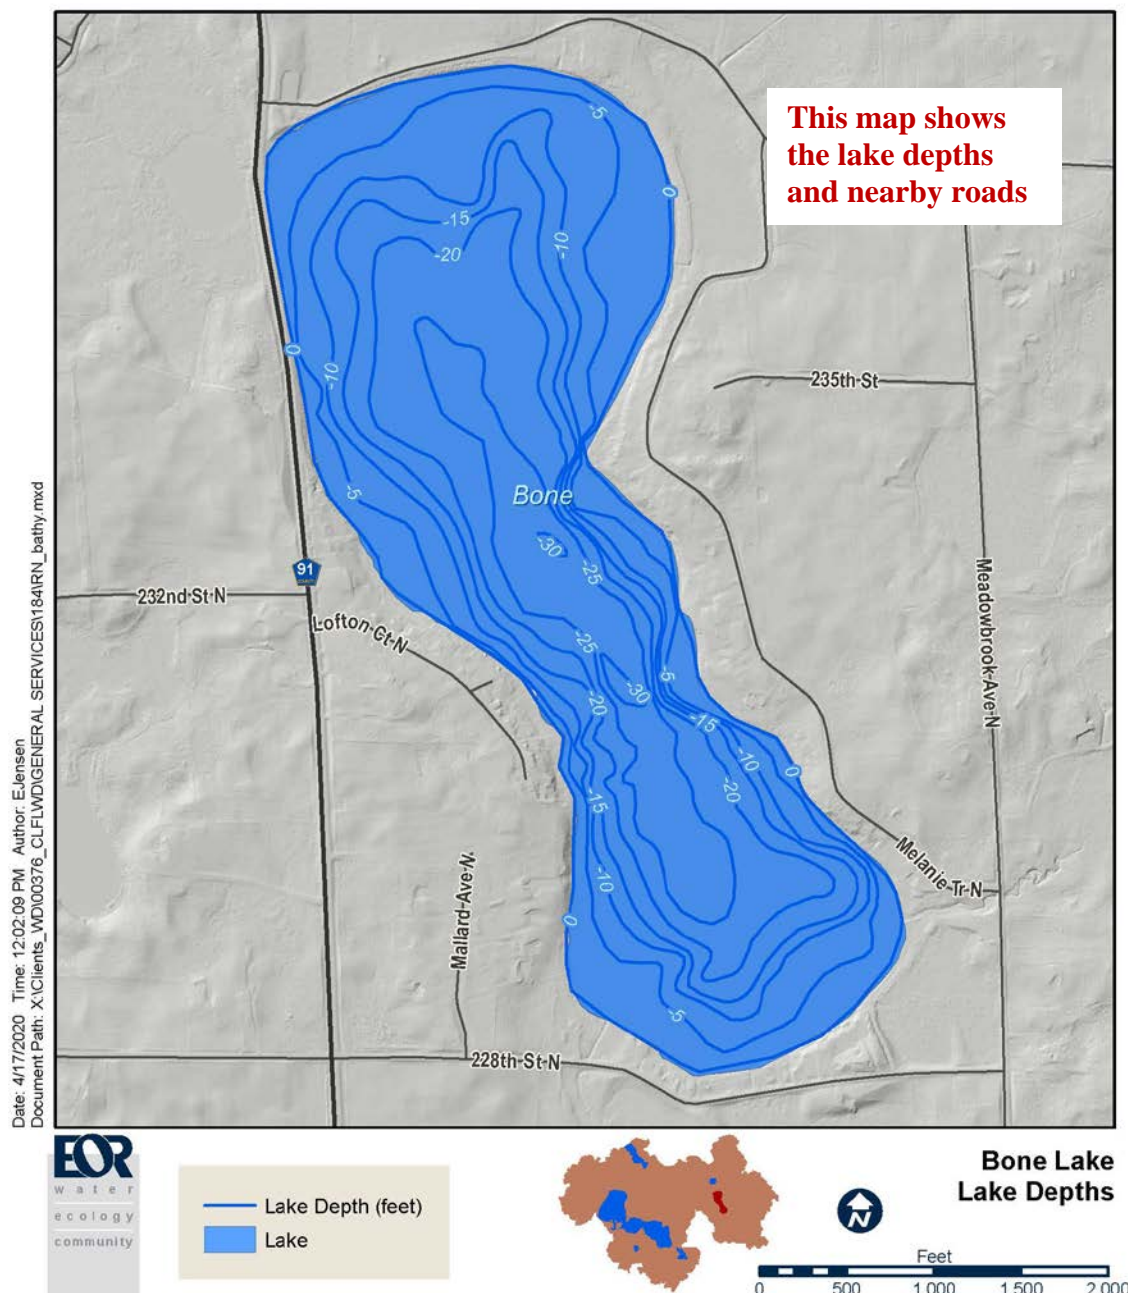 This map shows
the lake depths
and nearby roads
-5
0
-15
-10
-20
0
-10
235th St
Bone
-5
-30
-25
91
232nd St N
Lofton Ct N
Meadowbrook Ave N
-25
-5
-30
-20
-15
-10
0
-20
-15
Melanie Tr N
-10
Mallard Ave N
0
-5
228th St N
Date: 4/17/2020 Time: 12:02:09 PM Author: EJensen
Document Path: X:\Clients_WD\00376_CLFLWD\GENERAL SERVICES\184\RN_bathy.mxd
EOR
water
ecology
community
Lake Depth (feet)
Lake
N
Bone Lake
Lake Depths
Feet
0 500 1,000 1,500 2,000